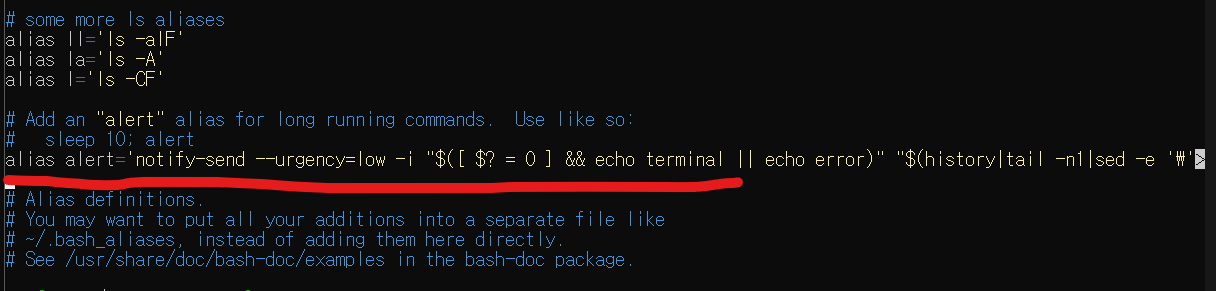 # some more ls aliases
alias ll='ls -alF'
alias la='ls -A'
alias l='ls -CF'
# Add an "alert" alias for long running commands.  Use like so:
#   sleep 10; alert
alias alert='notify-send --urgency=low -i "$([ $? = 0 ] && echo terminal || echo error)" "$(history|tail -n1|sed -e '₩'>
# Alias definitions.
# You may want to put all your additions into a separate file like
# ~/.bash_aliases, instead of adding them here directly.
# See /usr/share/doc/bash-doc/examples in the bash-doc package.